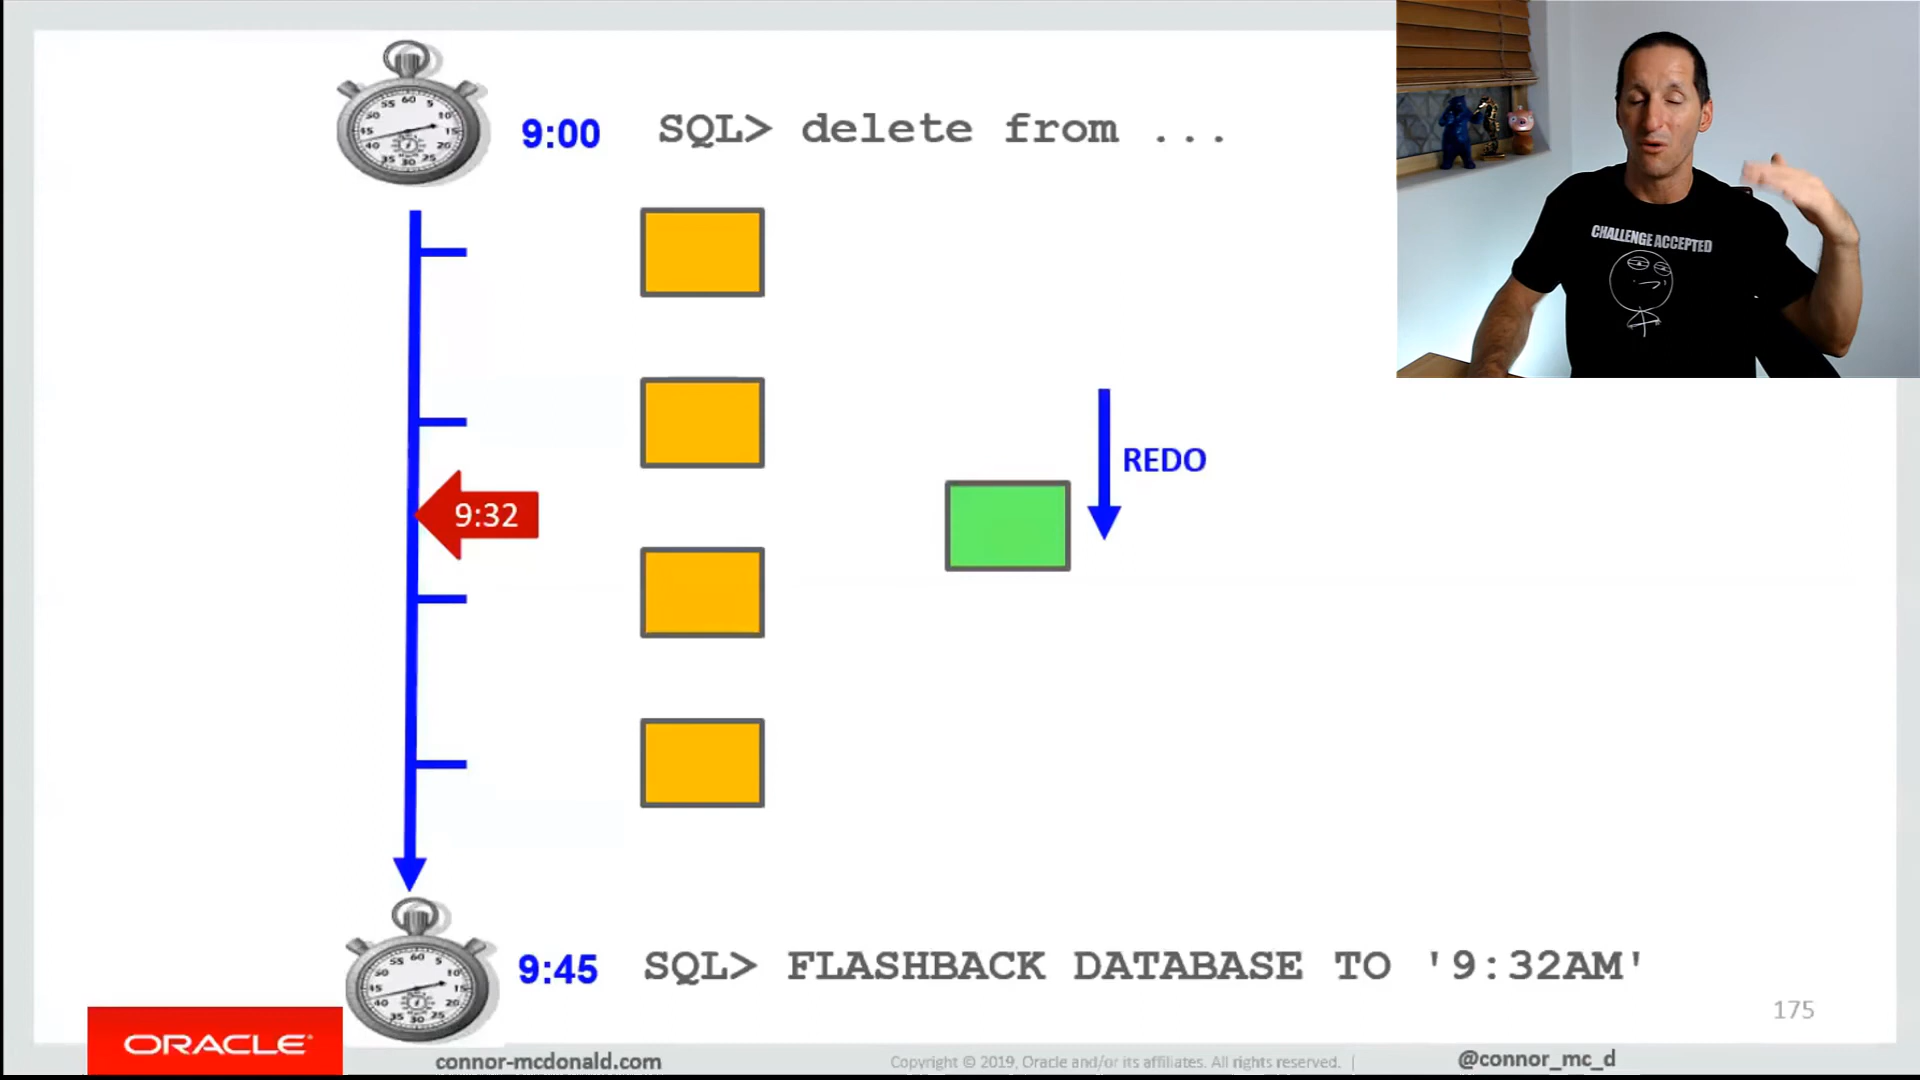 9:00 SQL> delete from ...
CHALLENGE ACCEPTED
REDO
9:32
9:45 SQL> FLASHBACK DATABASE TO '9:32AM'
175
ORACLE
connor-mcdonald.com
Copyright © 2019, Oracle and/or its affiliates. All rights reserved. |
@connor_mc_d